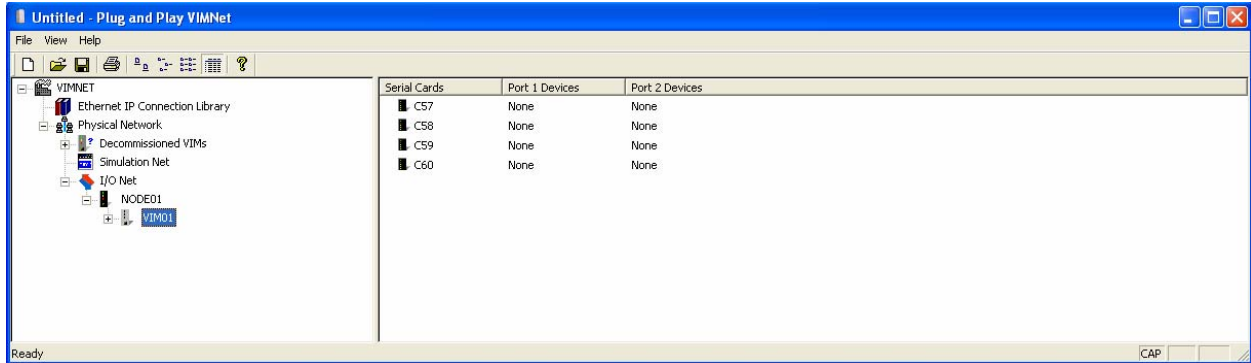 Untitled - Plug and Play VIMNet
File View Help
VIMNET
Ethernet IP Connection Library
Physical Network
Decommissioned VIMs
Simulation Net
I/O Net
NODE01
VIM01
Serial Cards Port 1 Devices Port 2 Devices
C57 None None
C58 None None
C59 None None
C60 None None
Ready CAP